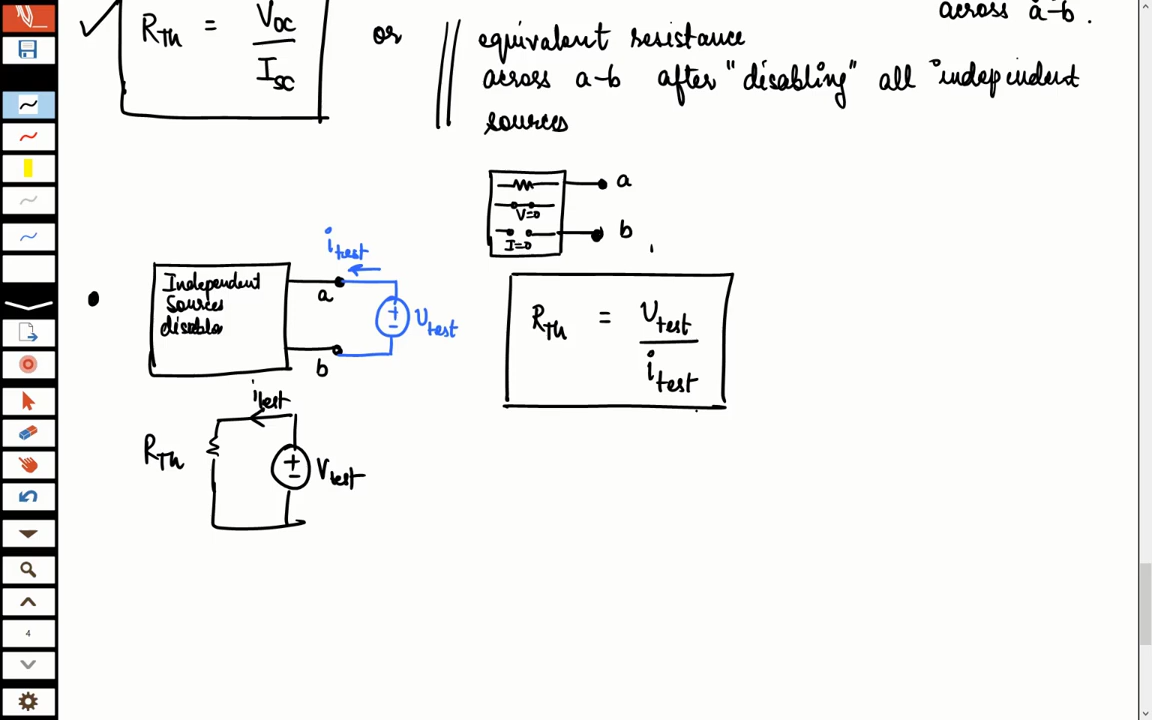 across a-b.
R_Th = V_OC / I_SC or
equivalent resistance
across a-b after "disabling" all independent
sources
a
V=0
b
I=0
i_test
Independent
Sources
disable
a
+
-
V_test
b
R_Th = V_test / i_test
i_test
R_Th
+
-
V_test
4